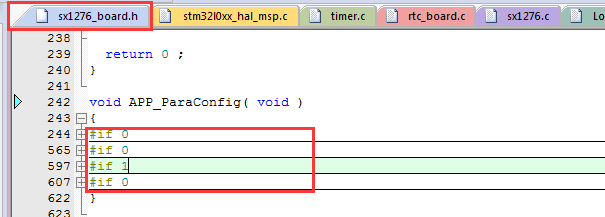 sx1276_board.h stm32l0xx_hal_msp.c timer.c rtc_board.c sx1276.c Lo
238
239 return 0 ;
240 }
241
242 void APP_ParaConfig( void )
243 {
244 #if 0
565 #if 0
597 #if 1
607 #if 0
622 }
623